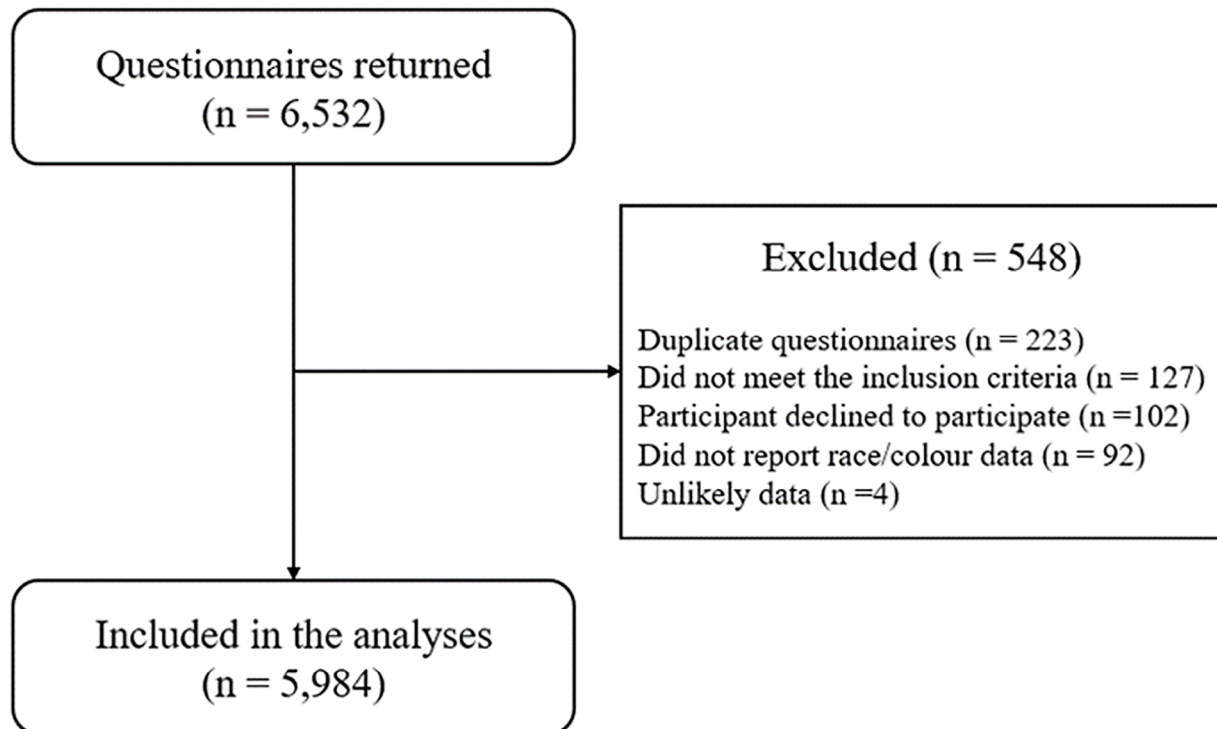 Questionnaires returned
(n = 6,532)
Excluded (n = 548)
Duplicate questionnaires (n = 223)
Did not meet the inclusion criteria (n = 127)
Participant declined to participate (n =102)
Did not report race/colour data (n = 92)
Unlikely data (n =4)
Included in the analyses
(n = 5,984)